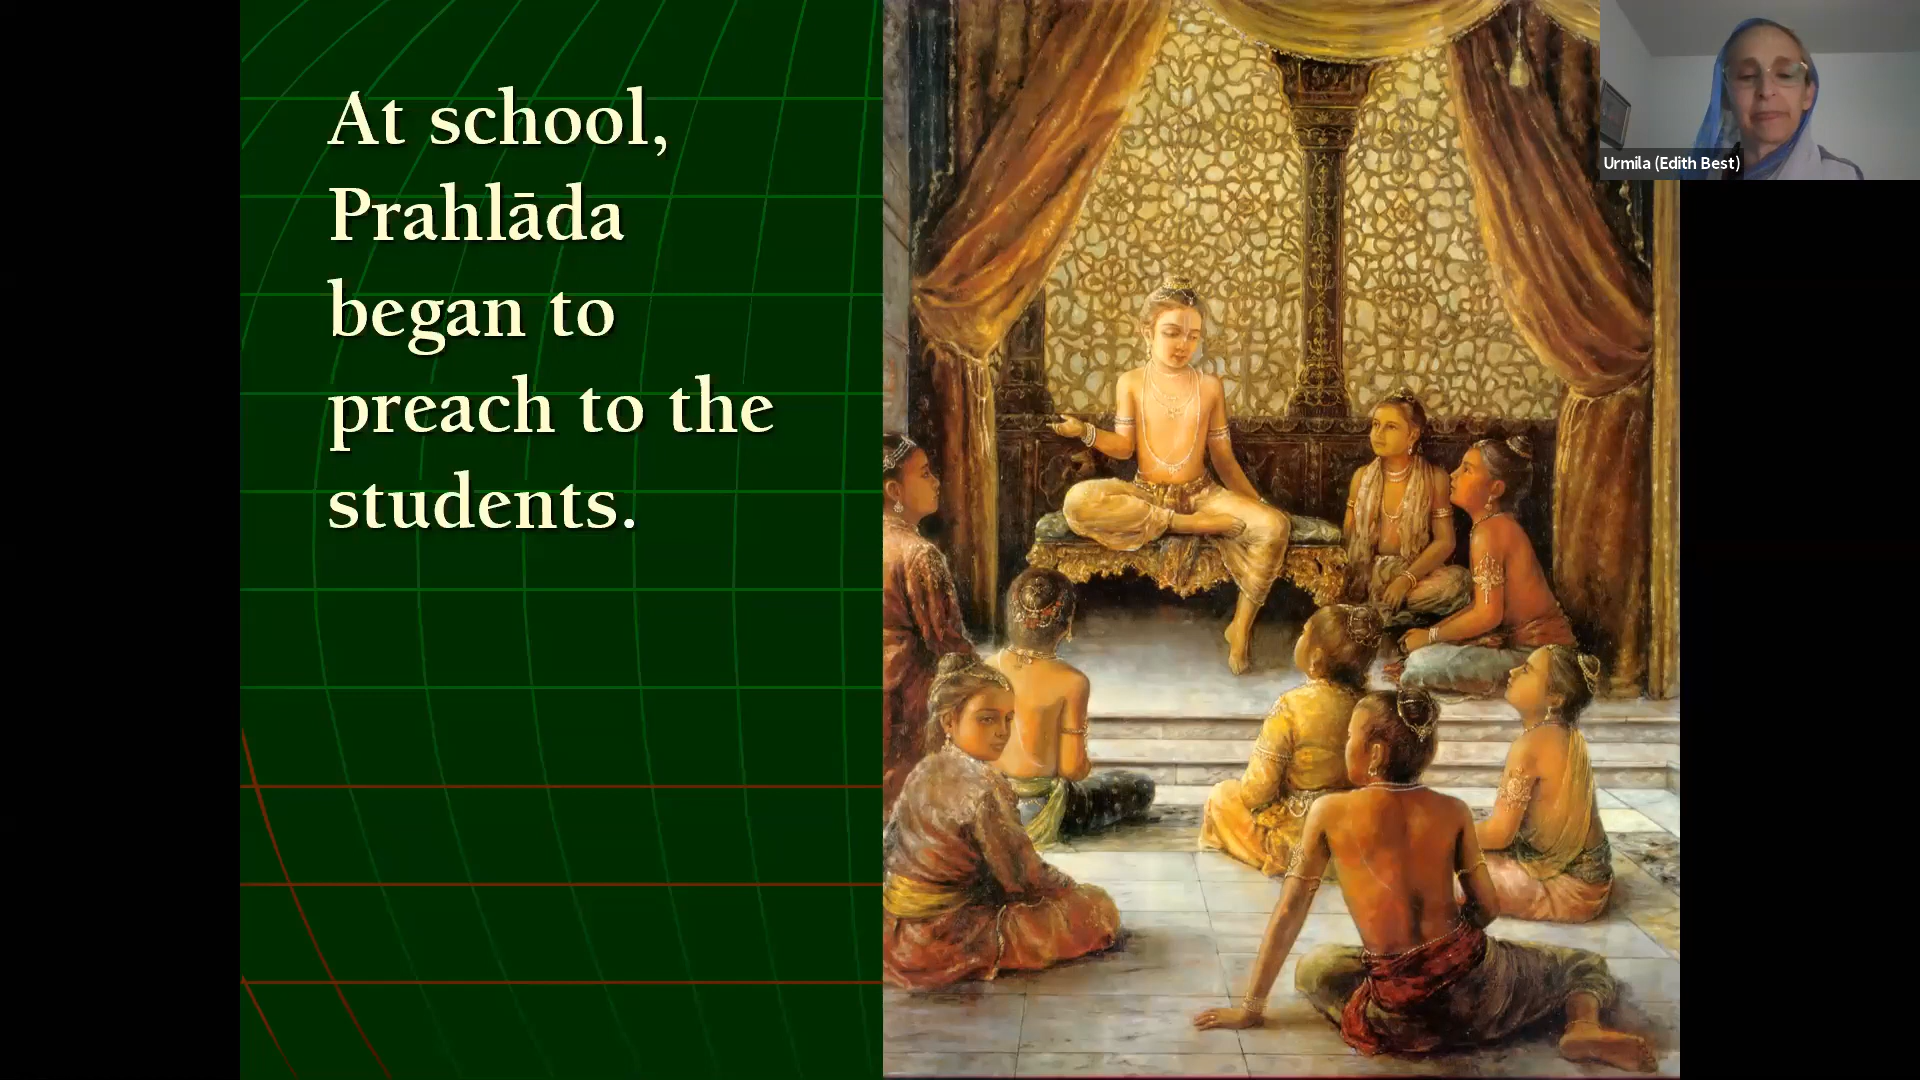 At school,
Prahlāda
began to
preach to the
students.
Urmila (Edith Best)